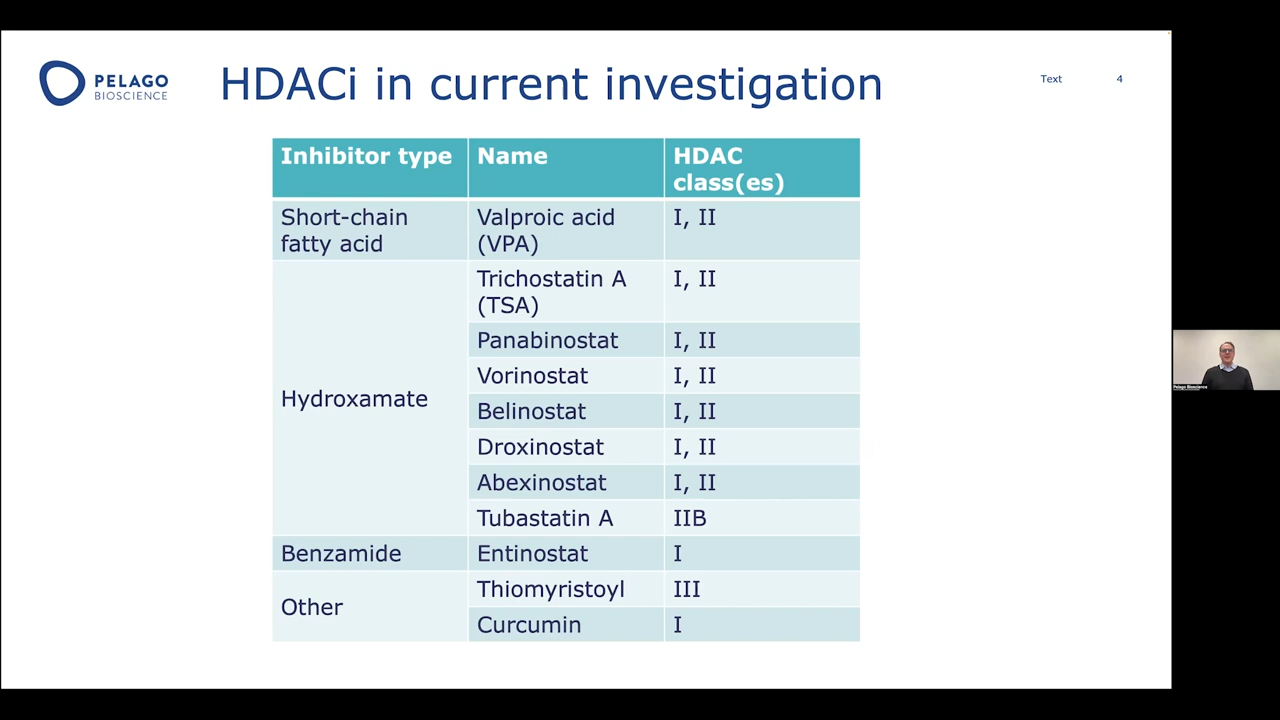 PELAGO
BIOSCIENCE
HDACi in current investigation
Text 4
Inhibitor type Name HDAC
class(es)
Short-chain
fatty acid
Valproic acid
(VPA)
I, II
Hydroxamate
Trichostatin A
(TSA)
I, II
Panabinostat I, II
Vorinostat I, II
Belinostat I, II
Droxinostat I, II
Abexinostat I, II
Tubastatin A IIB
Benzamide Entinostat I
Other
Thiomyristoyl III
Curcumin I
Pelago Bioscience